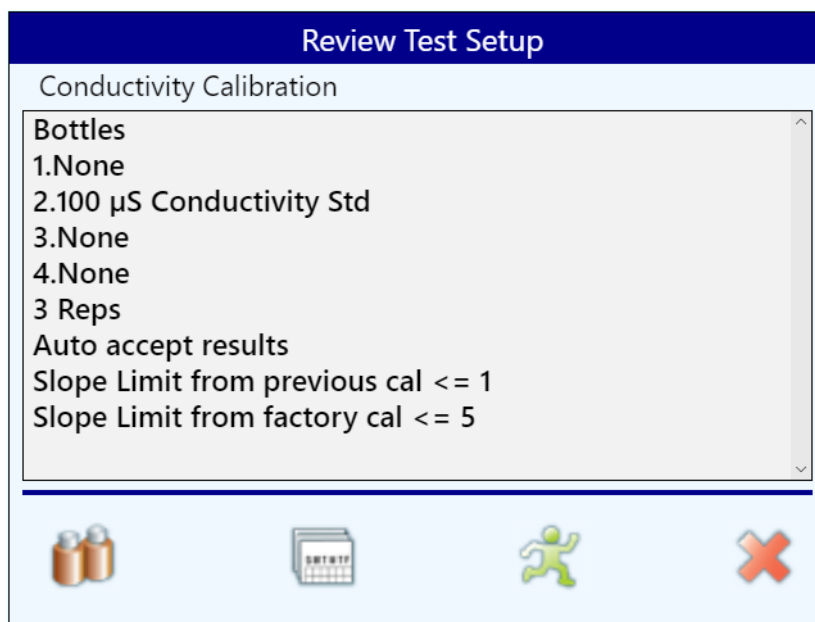 Review Test Setup
Conductivity Calibration
Bottles
1.None
2.100 µS Conductivity Std
3.None
4.None
3 Reps
Auto accept results
Slope Limit from previous cal <= 1
Slope Limit from factory cal <= 5
SMTWTF